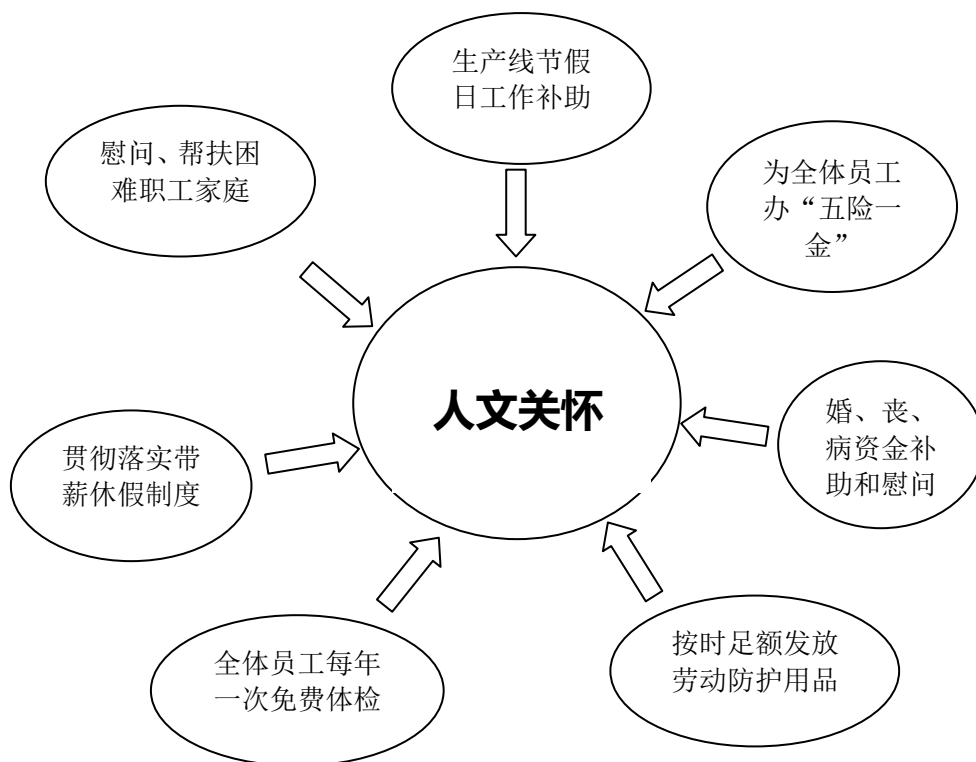 生产线节假
日工作补助
慰问、帮扶困
难职工家庭
为全体员工
办“五险一
金”
人文关怀
婚、丧、
病资金补
助和慰问
贯彻落实带
薪休假制度
按时足额发放
劳动防护用品
全体员工每年
一次免费体检